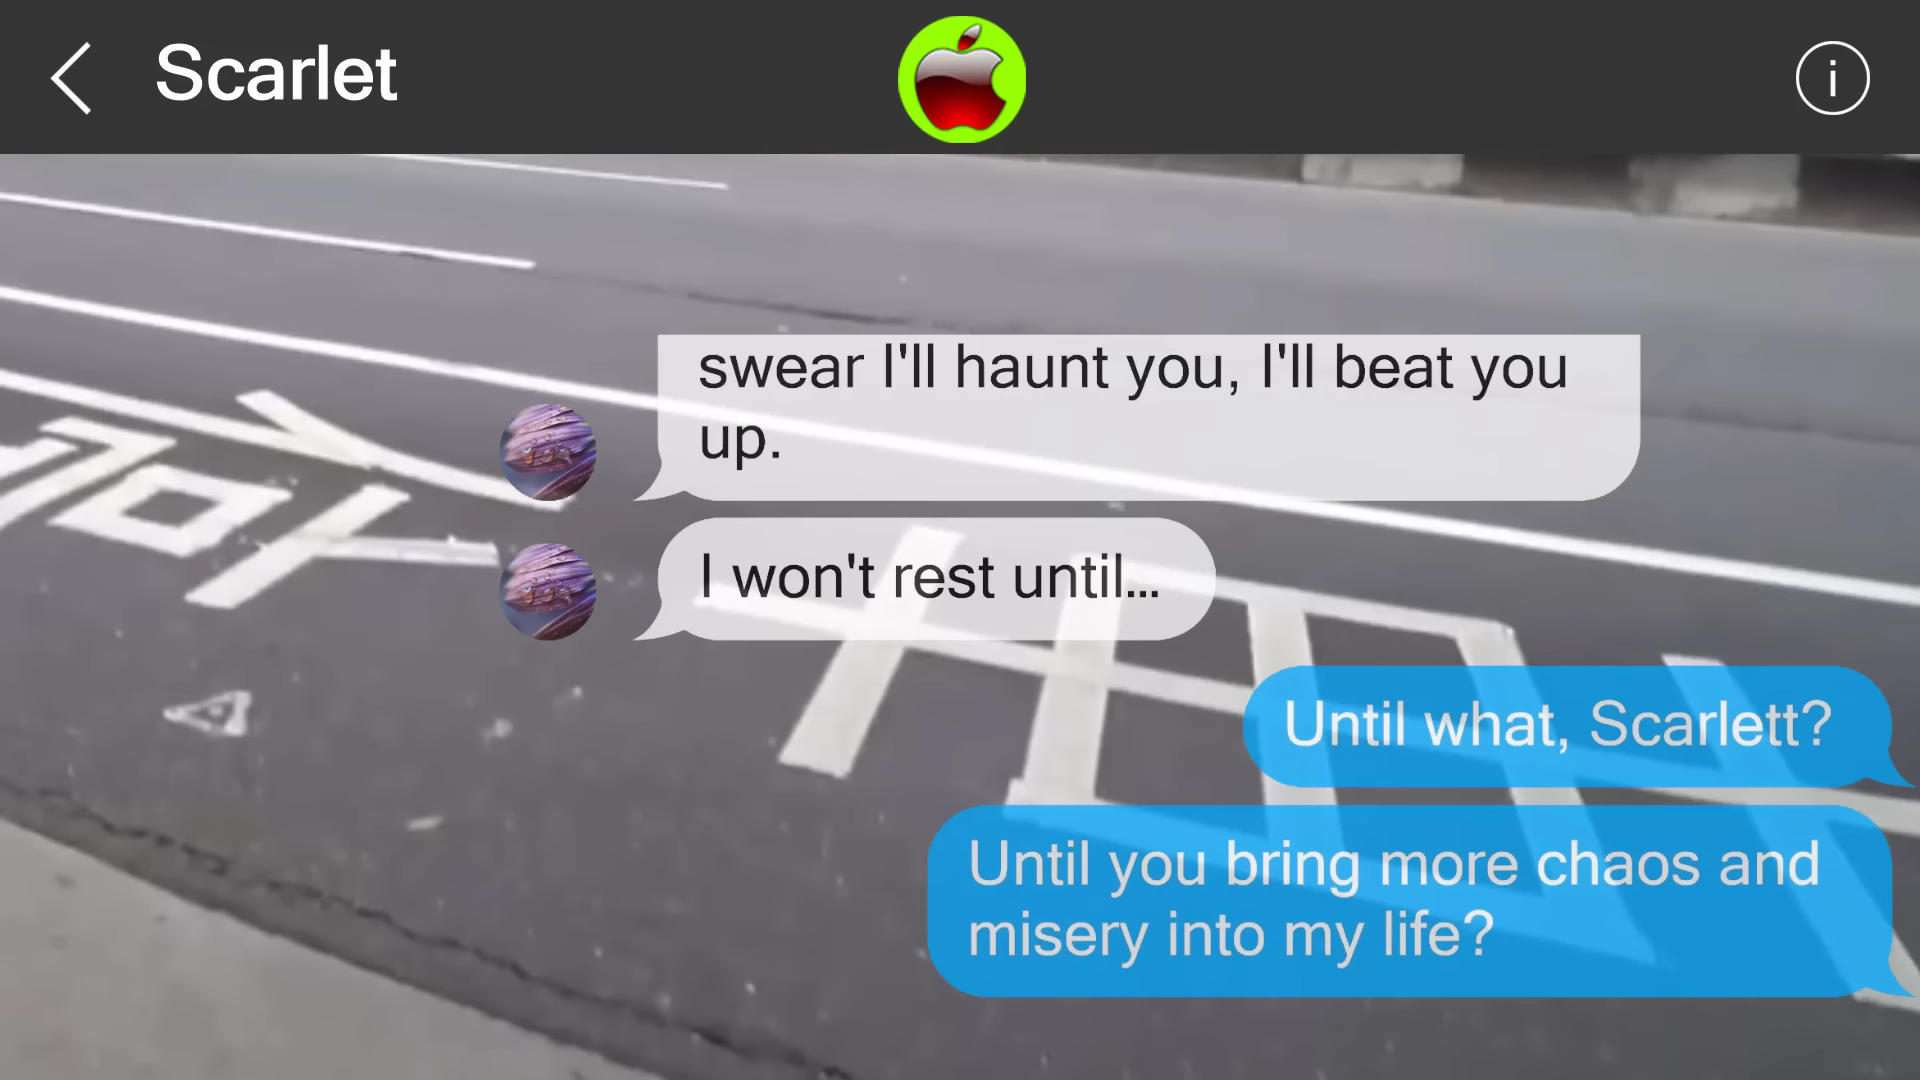 Scarlet
swear I'll haunt you, I'll beat you
up.
I won't rest until...
Until what, Scarlett?
Until you bring more chaos and
misery into my life?